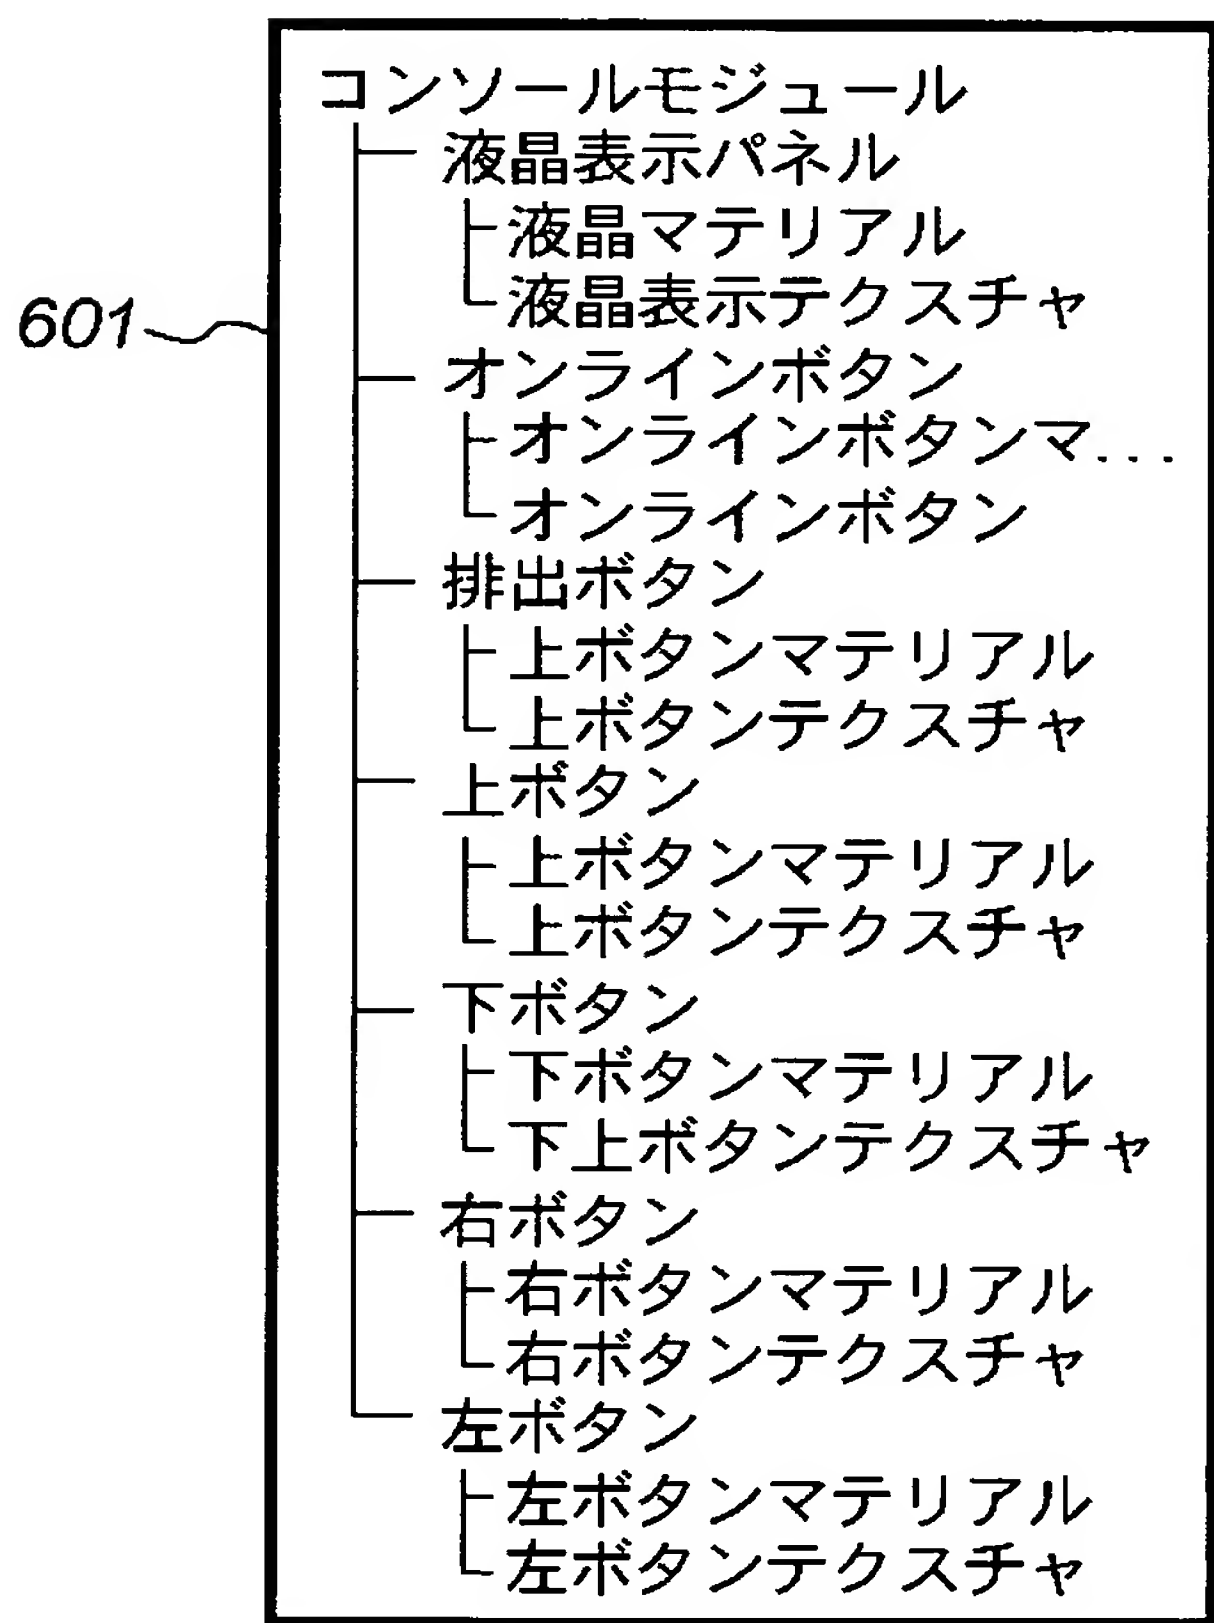 コンソールモジュール
液晶表示パネル
液晶マテリアル
液晶表示テクスチャ
601
オンラインボタン
オンラインボタンマ...
オンラインボタン
排出ボタン
上ボタンマテリアル
上ボタンテクスチャ
上ボタン
上ボタンマテリアル
上ボタンテクスチャ
下ボタン
下ボタンマテリアル
下上ボタンテクスチャ
右ボタン
右ボタンマテリアル
右ボタンテクスチャ
左ボタン
左ボタンマテリアル
左ボタンテクスチャ